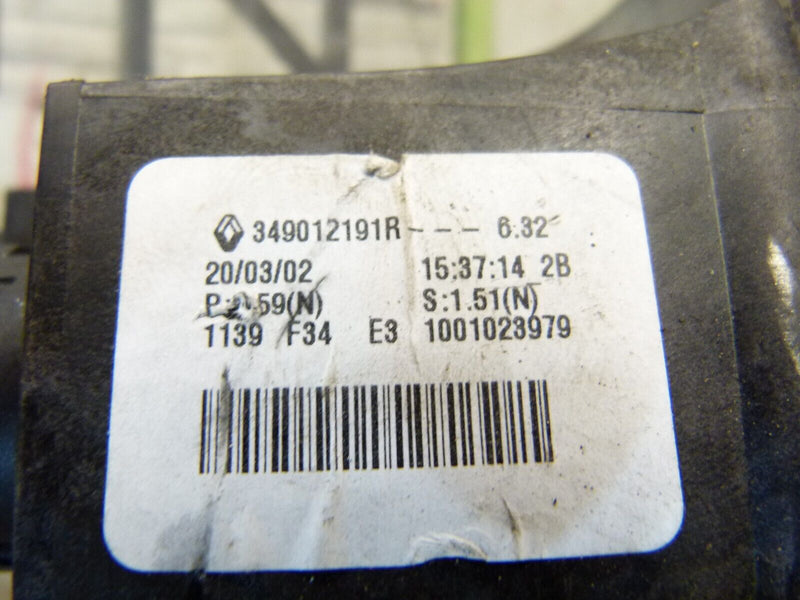 349012191R--- 6.32
20/03/02 15:37:14 2B
S:1.51(N)
1139 F34 E3 1001023979